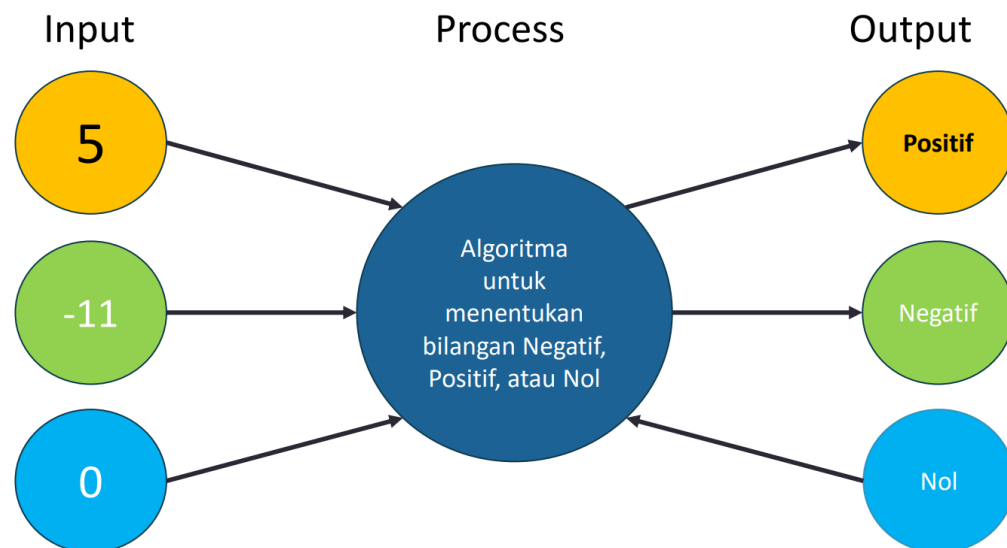 Input
Process
Output
5
Positif
-11
Algoritma
untuk
menentukan
bilangan Negatif,
Positif, atau Nol
Negatif
0
Nol